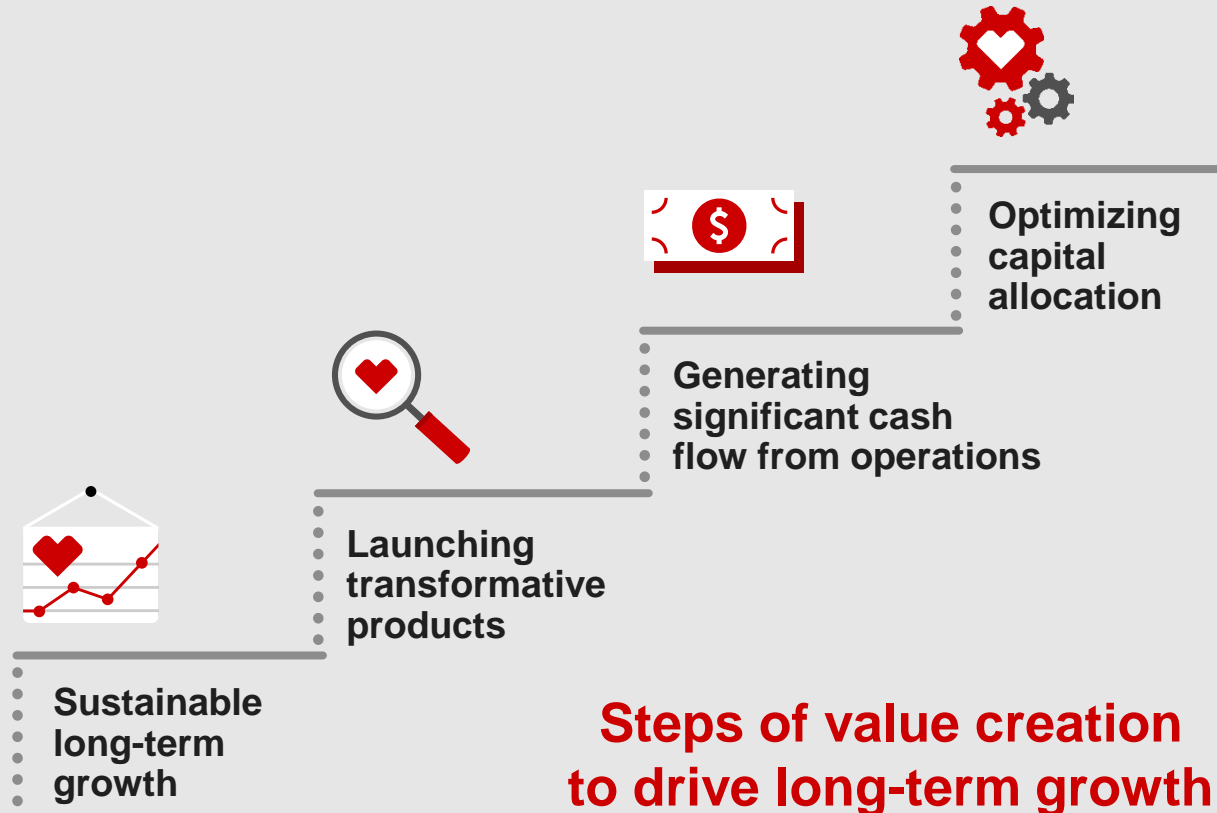 Optimizing
capital
allocation
$
Generating
significant cash
flow from operations
Launching
transformative
products
Sustainable
long-term
growth
Steps of value creation
to drive long-term growth